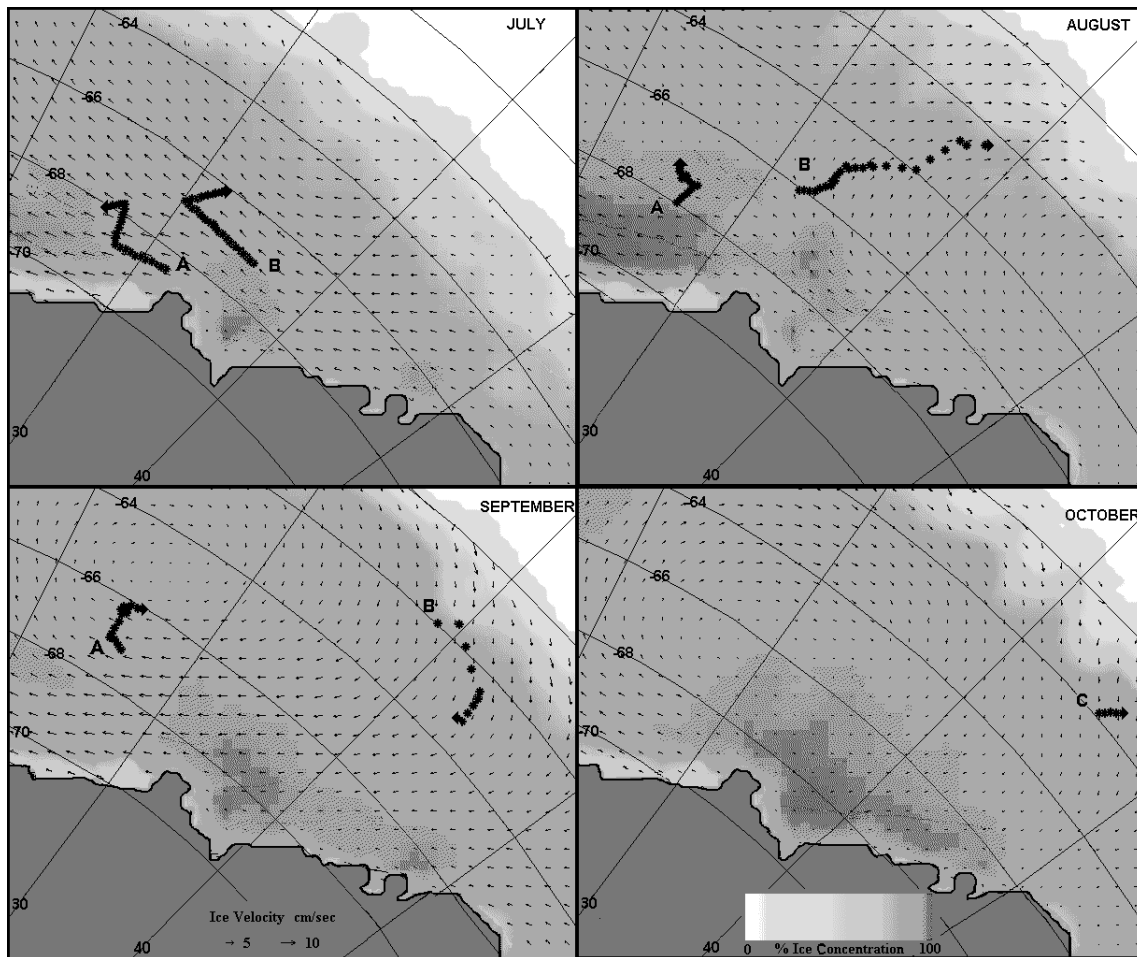 -64
JULY
-66
-68
-70
A
B
30
40
-64
AUGUST
-66
-68
-70
A
B
30
40
-64
SEPTEMBER
-66
-68
-70
A
B
30
40
Ice Velocity cm/sec
→ 5 → 10
-64
OCTOBER
-66
-68
-70
C
30
40
0 % Ice Concentration 100